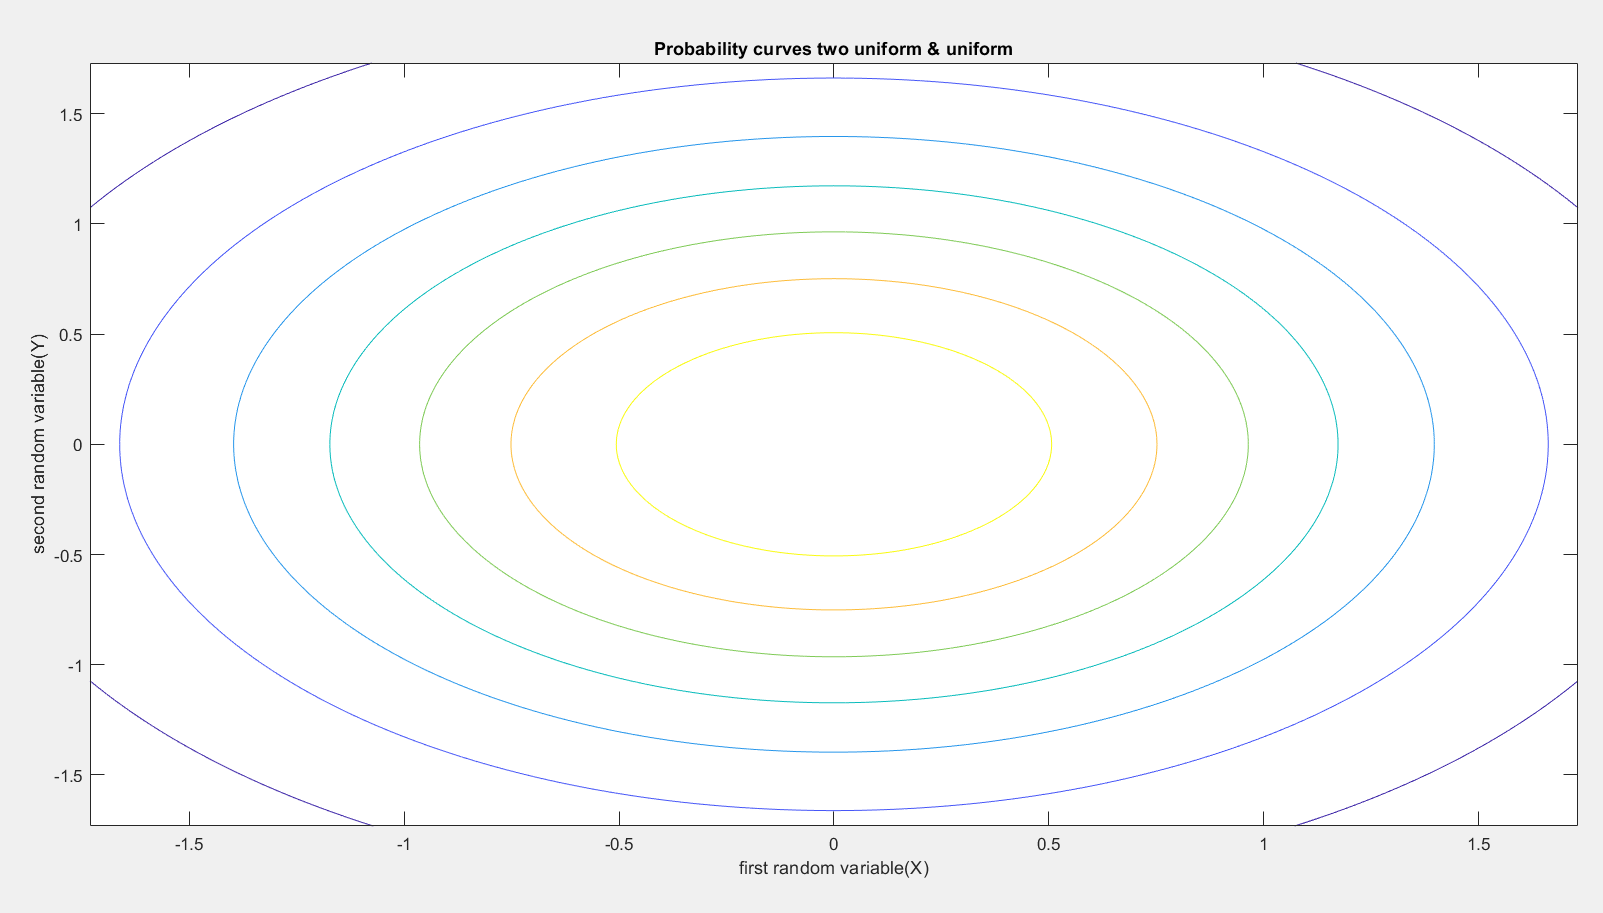 Probability curves two uniform & uniform
1.5
1
0.5
0
-0.5
-1
-1.5
second random variable(Y)
-1.5 -1 -0.5 0 0.5 1 1.5
first random variable(X)